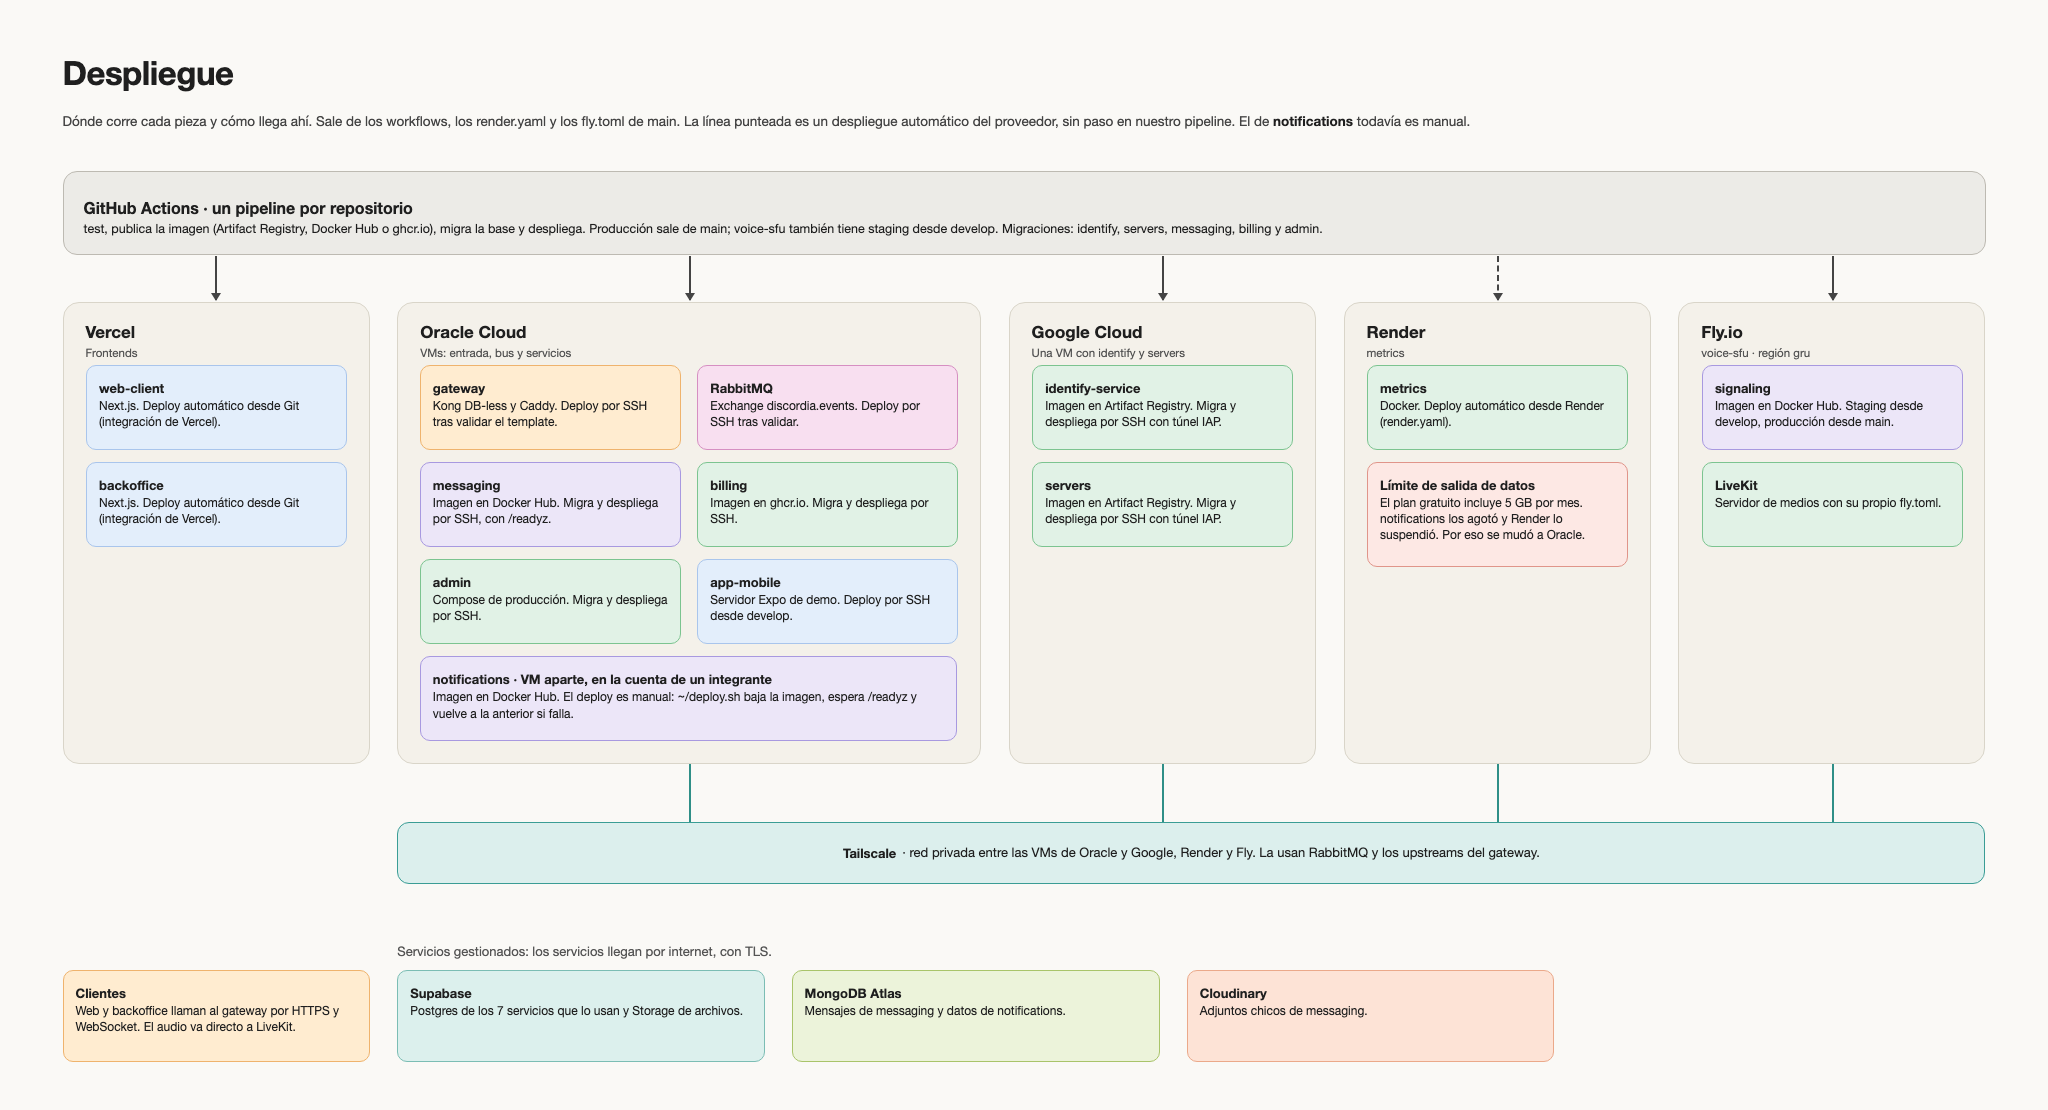 Despliegue
Dónde corre cada pieza y cómo llega ahí. Sale de los workflows, los render.yaml y los fly.toml de main. La línea punteada es un despliegue automático del proveedor, sin paso en nuestro pipeline. El de notifications todavía es manual.
GitHub Actions · un pipeline por repositorio
test, publica la imagen (Artifact Registry, Docker Hub o ghcr.io), migra la base y despliega. Producción sale de main; voice-sfu también tiene staging desde develop. Migraciones: identify, servers, messaging, billing y admin.
Vercel
Frontends
web-client
Next.js. Deploy automático desde Git
(integración de Vercel).
backoffice
Next.js. Deploy automático desde Git
(integración de Vercel).
Oracle Cloud
VMs: entrada, bus y servicios
gateway
Kong DB-less y Caddy. Deploy por SSH
tras validar el template.
RabbitMQ
Exchange discordia.events. Deploy por
SSH tras validar.
messaging
Imagen en Docker Hub. Migra y despliega
por SSH, con /readyz.
billing
Imagen en ghcr.io. Migra y despliega por
SSH.
admin
Compose de producción. Migra y despliega
por SSH.
app-mobile
Servidor Expo de demo. Deploy por SSH
desde develop.
notifications · VM aparte, en la cuenta de un integrante
Imagen en Docker Hub. El deploy es manual: ~/deploy.sh baja la imagen, espera /readyz y
vuelve a la anterior si falla.
Google Cloud
Una VM con identify y servers
identify-service
Imagen en Artifact Registry. Migra y
despliega por SSH con túnel IAP.
servers
Imagen en Artifact Registry. Migra y
despliega por SSH con túnel IAP.
Render
metrics
metrics
Docker. Deploy automático desde Render
(render.yaml).
Límite de salida de datos
El plan gratuito incluye 5 GB por mes.
notifications los agotó y Render lo
suspendió. Por eso se mudó a Oracle.
Fly.io
voice-sfu · región gru
signaling
Imagen en Docker Hub. Staging desde
develop, producción desde main.
LiveKit
Servidor de medios con su propio fly.toml.
Tailscale · red privada entre las VMs de Oracle y Google, Render y Fly. La usan RabbitMQ y los upstreams del gateway.
Servicios gestionados: los servicios llegan por internet, con TLS.
Clientes
Web y backoffice llaman al gateway por HTTPS y
WebSocket. El audio va directo a LiveKit.
Supabase
Postgres de los 7 servicios que lo usan y Storage de archivos.
MongoDB Atlas
Mensajes de messaging y datos de notifications.
Cloudinary
Adjuntos chicos de messaging.